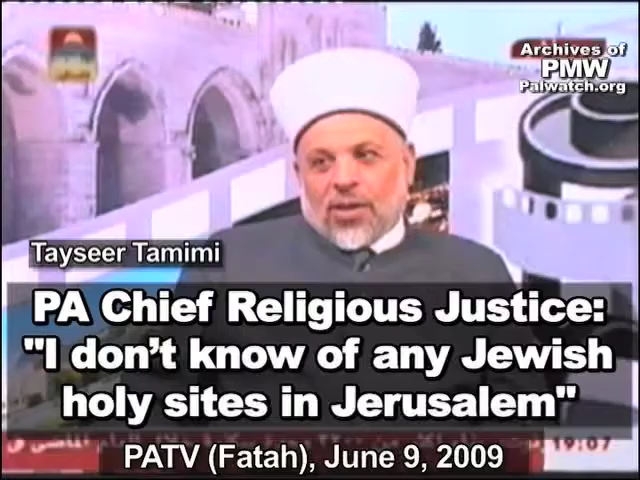 Archives of
PMW
Palwatch.org
Tayseer Tamimi
PA Chief Religious Justice:
"I don't know of any Jewish
holy sites in Jerusalem"
19:07
PATV (Fatah), June 9, 2009